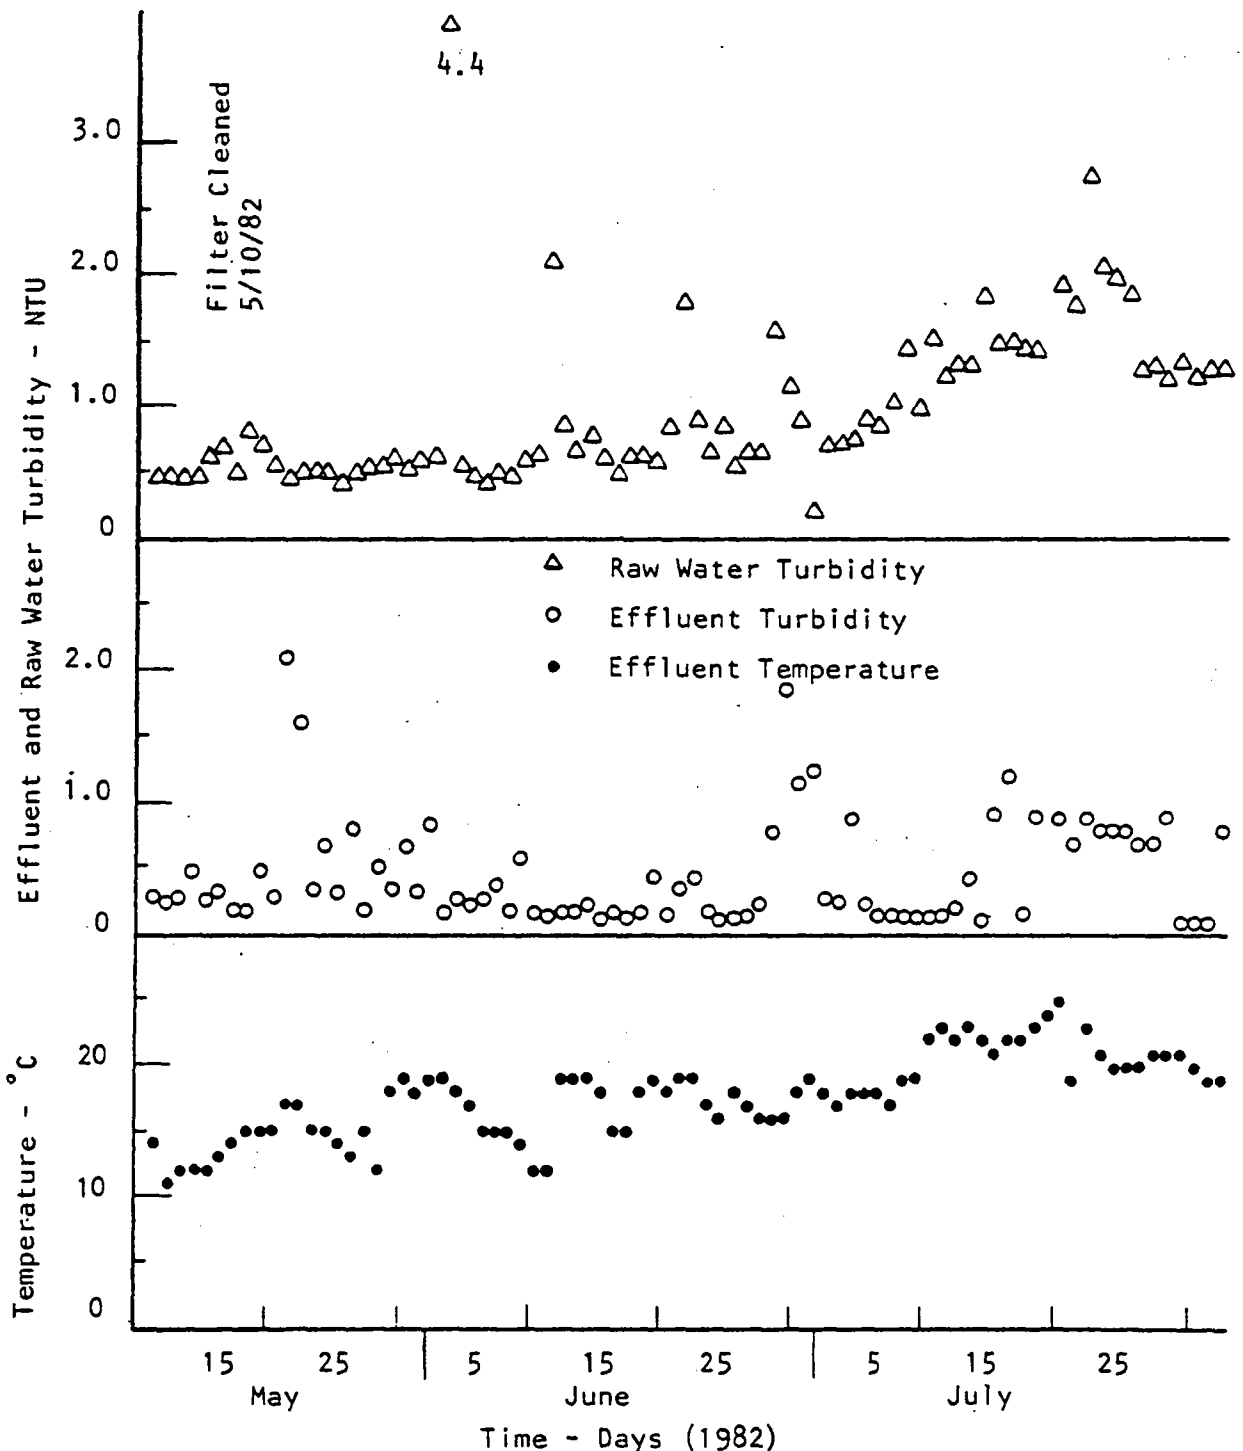 4.4
Filter Cleaned
5/10/82
Effluent and Raw Water Turbidity - NTU
3.0
2.0
1.0
0
Raw Water Turbidity
Effluent Turbidity
Effluent Temperature
2.0
1.0
0
Temperature - °C
20
10
0
15 25 5 15 25 5 15 25
May June July
Time - Days (1982)